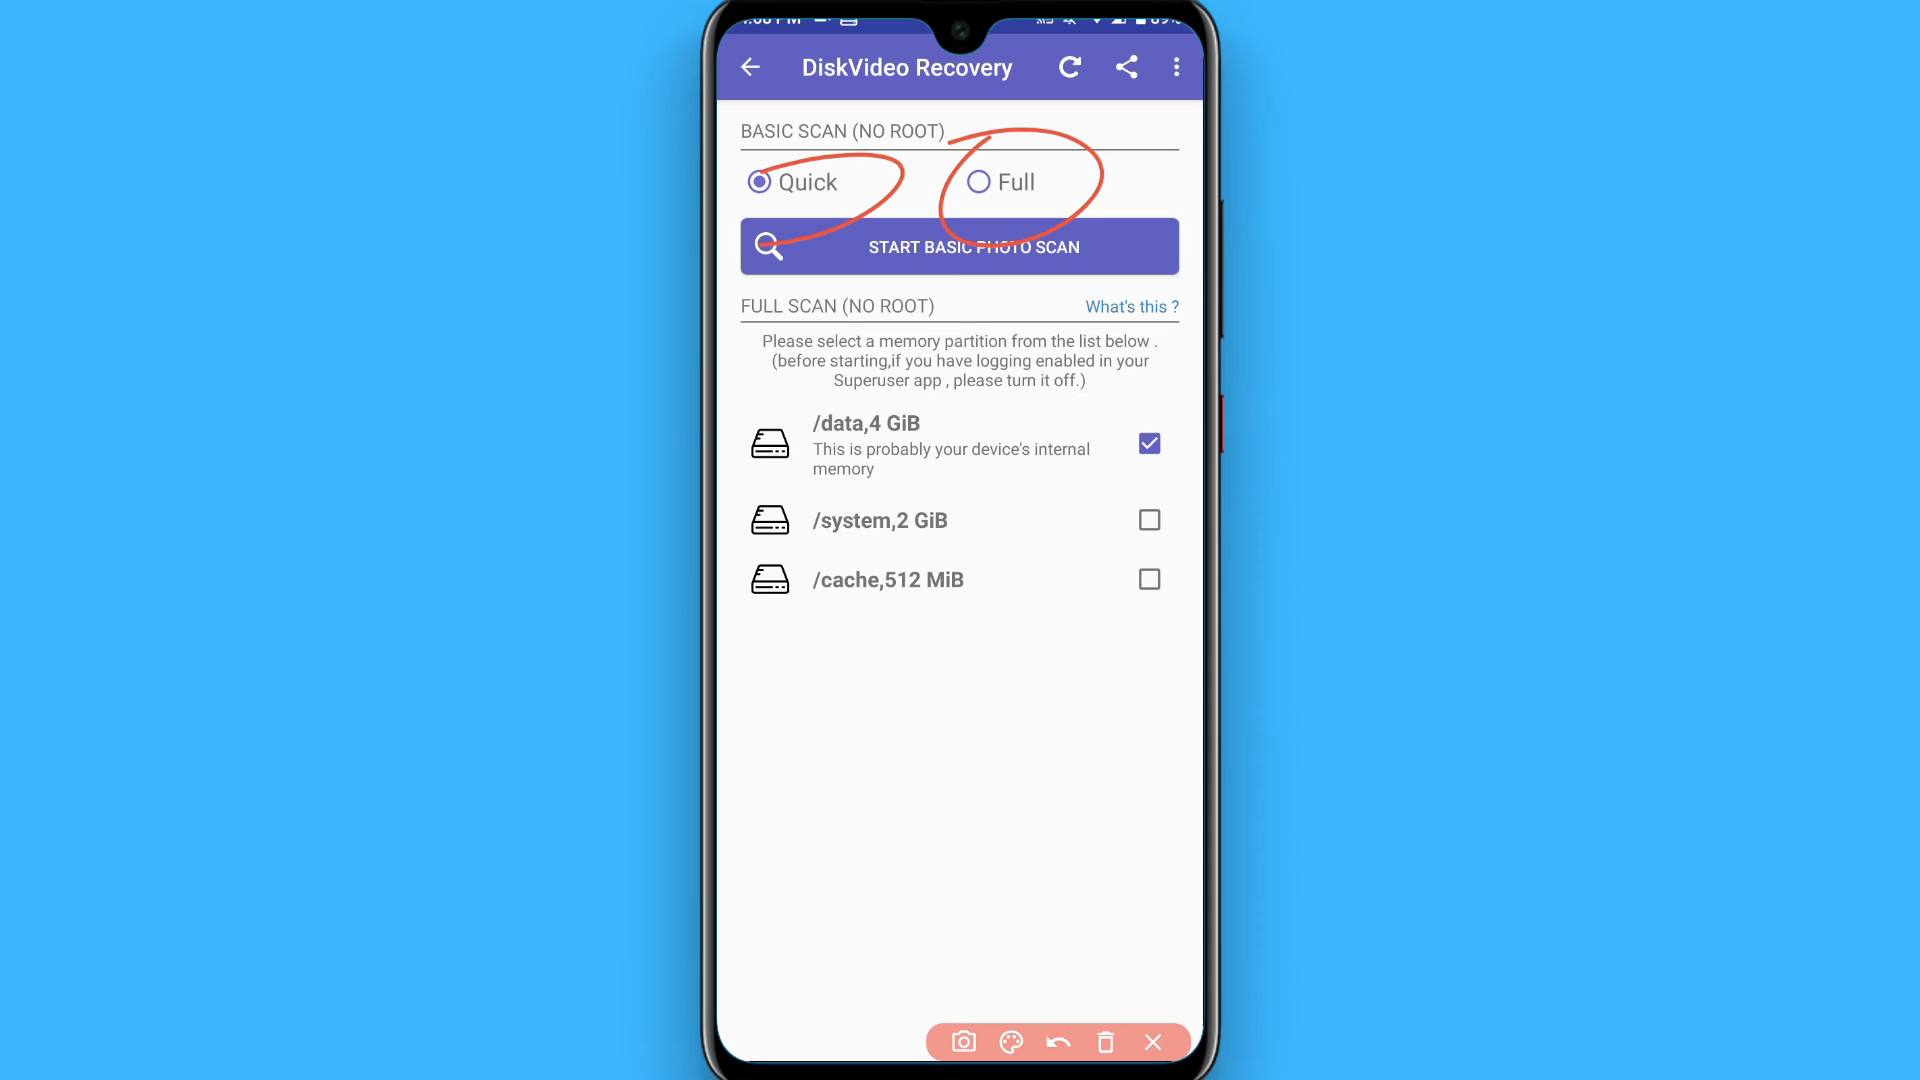 DiskVideo Recovery
BASIC SCAN (NO ROOT)
Quick
Full
START BASIC PHOTO SCAN
FULL SCAN (NO ROOT)
What's this ?
Please select a memory partition from the list below .
(before starting,if you have logging enabled in your
Superuser app , please turn it off.)
/data,4 GiB
This is probably your device's internal
memory
/system,2 GiB
/cache,512 MiB